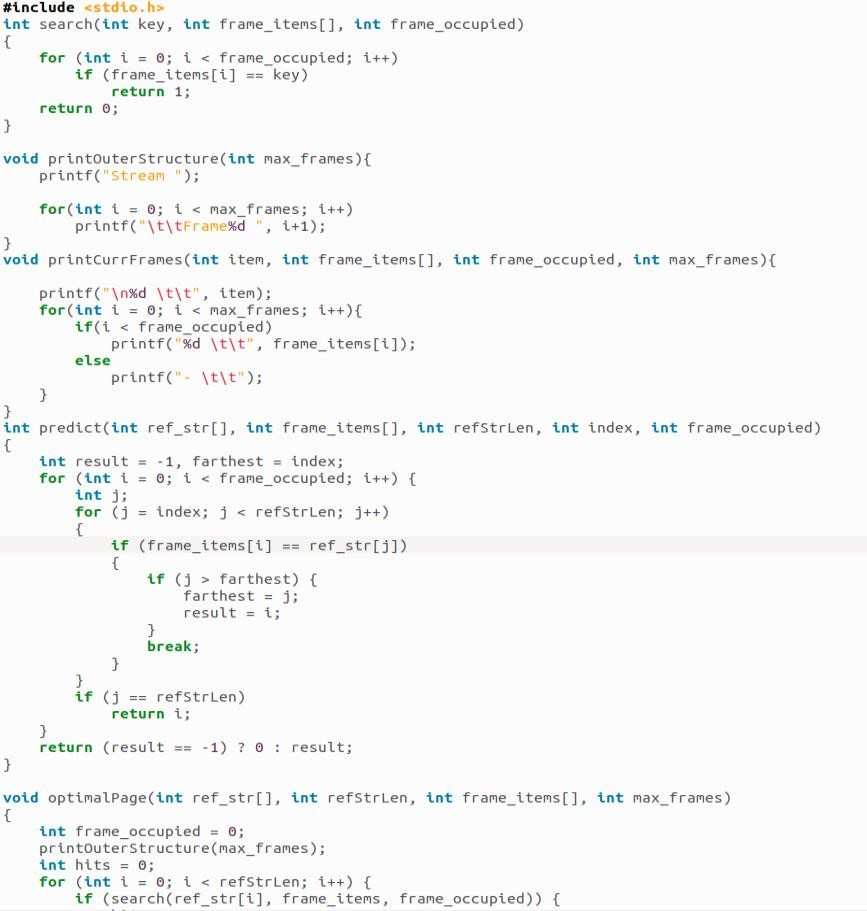 #include <stdio.h>
int search(int key, int frame_items[], int frame_occupied)
{
    for (int i = 0; i < frame_occupied; i++)
        if (frame_items[i] == key)
            return 1;
    return 0;
}

void printOuterStructure(int max_frames){
    printf("Stream ");

    for(int i = 0; i < max_frames; i++)
        printf("\t\tFrame%d ", i+1);
}
void printCurrFrames(int item, int frame_items[], int frame_occupied, int max_frames){

    printf("\n%d \t\t", item);
    for(int i = 0; i < max_frames; i++){
        if(i < frame_occupied)
            printf("%d \t\t", frame_items[i]);
        else
            printf("- \t\t");
    }
}
int predict(int ref_str[], int frame_items[], int refStrLen, int index, int frame_occupied)
{
    int result = -1, farthest = index;
    for (int i = 0; i < frame_occupied; i++) {
        int j;
        for (j = index; j < refStrLen; j++)
        {
            if (frame_items[i] == ref_str[j])
            {
                if (j > farthest) {
                    farthest = j;
                    result = i;
                }
                break;
            }
        }
        if (j == refStrLen)
            return i;
    }
    return (result == -1) ? 0 : result;
}

void optimalPage(int ref_str[], int refStrLen, int frame_items[], int max_frames)
{
    int frame_occupied = 0;
    printOuterStructure(max_frames);
    int hits = 0;
    for (int i = 0; i < refStrLen; i++) {
        if (search(ref_str[i], frame_items, frame_occupied)) {